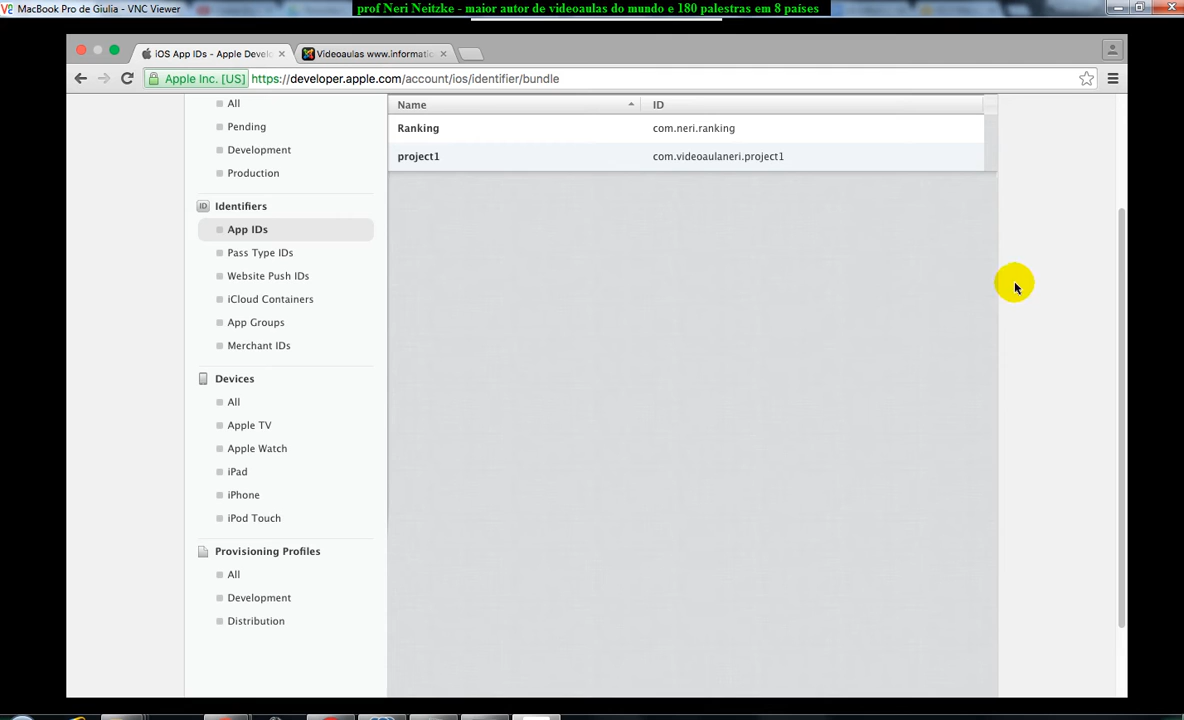 MacBook Pro de Giulia - VNC Viewer
prof Neri Neitzke - maior autor de videoaulas do mundo e 180 palestras em 8 países
iOS App IDs - Apple Devel
Videoaulas www.informatic
Apple Inc. [US]
https://developer.apple.com/account/ios/identifier/bundle
All
Pending
Development
Production
ID Identifiers
App IDs
Pass Type IDs
Website Push IDs
iCloud Containers
App Groups
Merchant IDs
Devices
All
Apple TV
Apple Watch
iPad
iPhone
iPod Touch
Provisioning Profiles
All
Development
Distribution
Name ID
Ranking com.neri.ranking
project1 com.videoaulaneri.project1